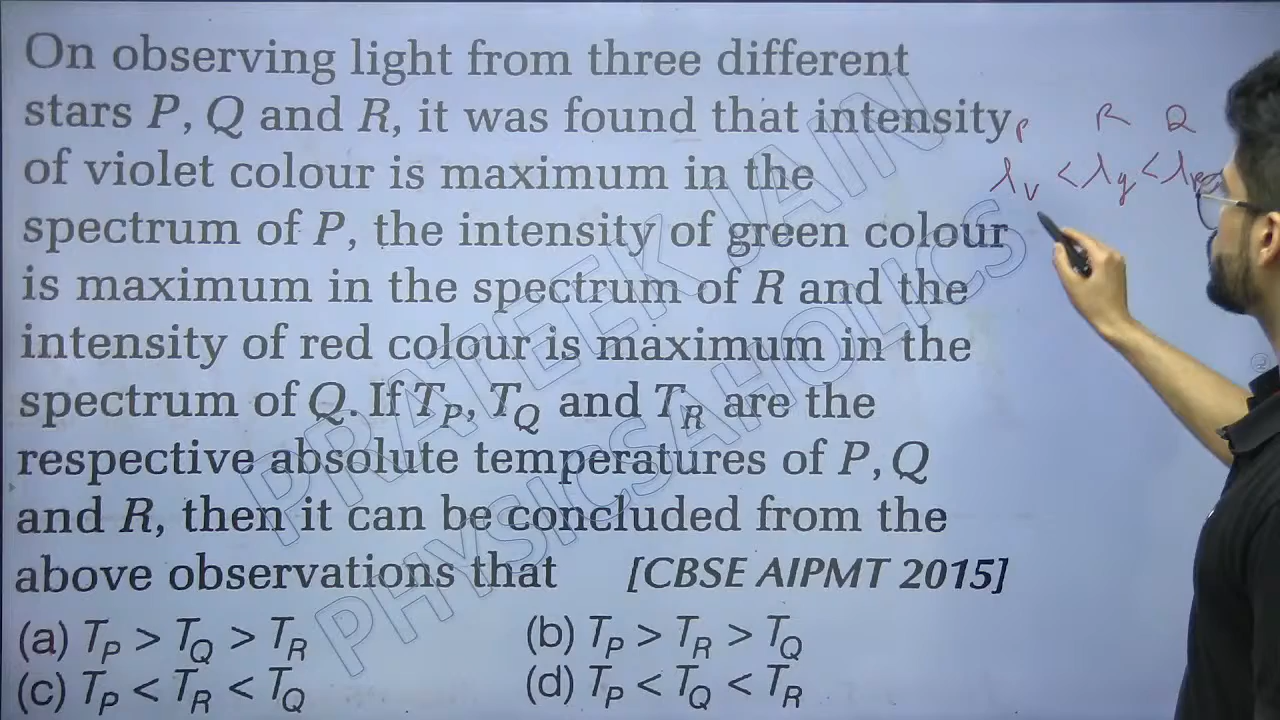 On observing light from three different
stars P, Q and R, it was found that intensity
of violet colour is maximum in the
spectrum of P, the intensity of green colour
is maximum in the spectrum of R and the
intensity of red colour is maximum in the
spectrum of Q. If T_P, T_Q and T_R are the
respective absolute temperatures of P, Q
and R, then it can be concluded from the
above observations that [CBSE AIPMT 2015]
(a) T_P > T_Q > T_R (b) T_P > T_R > T_Q
(c) T_P < T_R < T_Q (d) T_P < T_Q < T_R
P R Q
λ_v < λ_g < λ
PRATEEK JAIN
PHYSICSAHOLICS